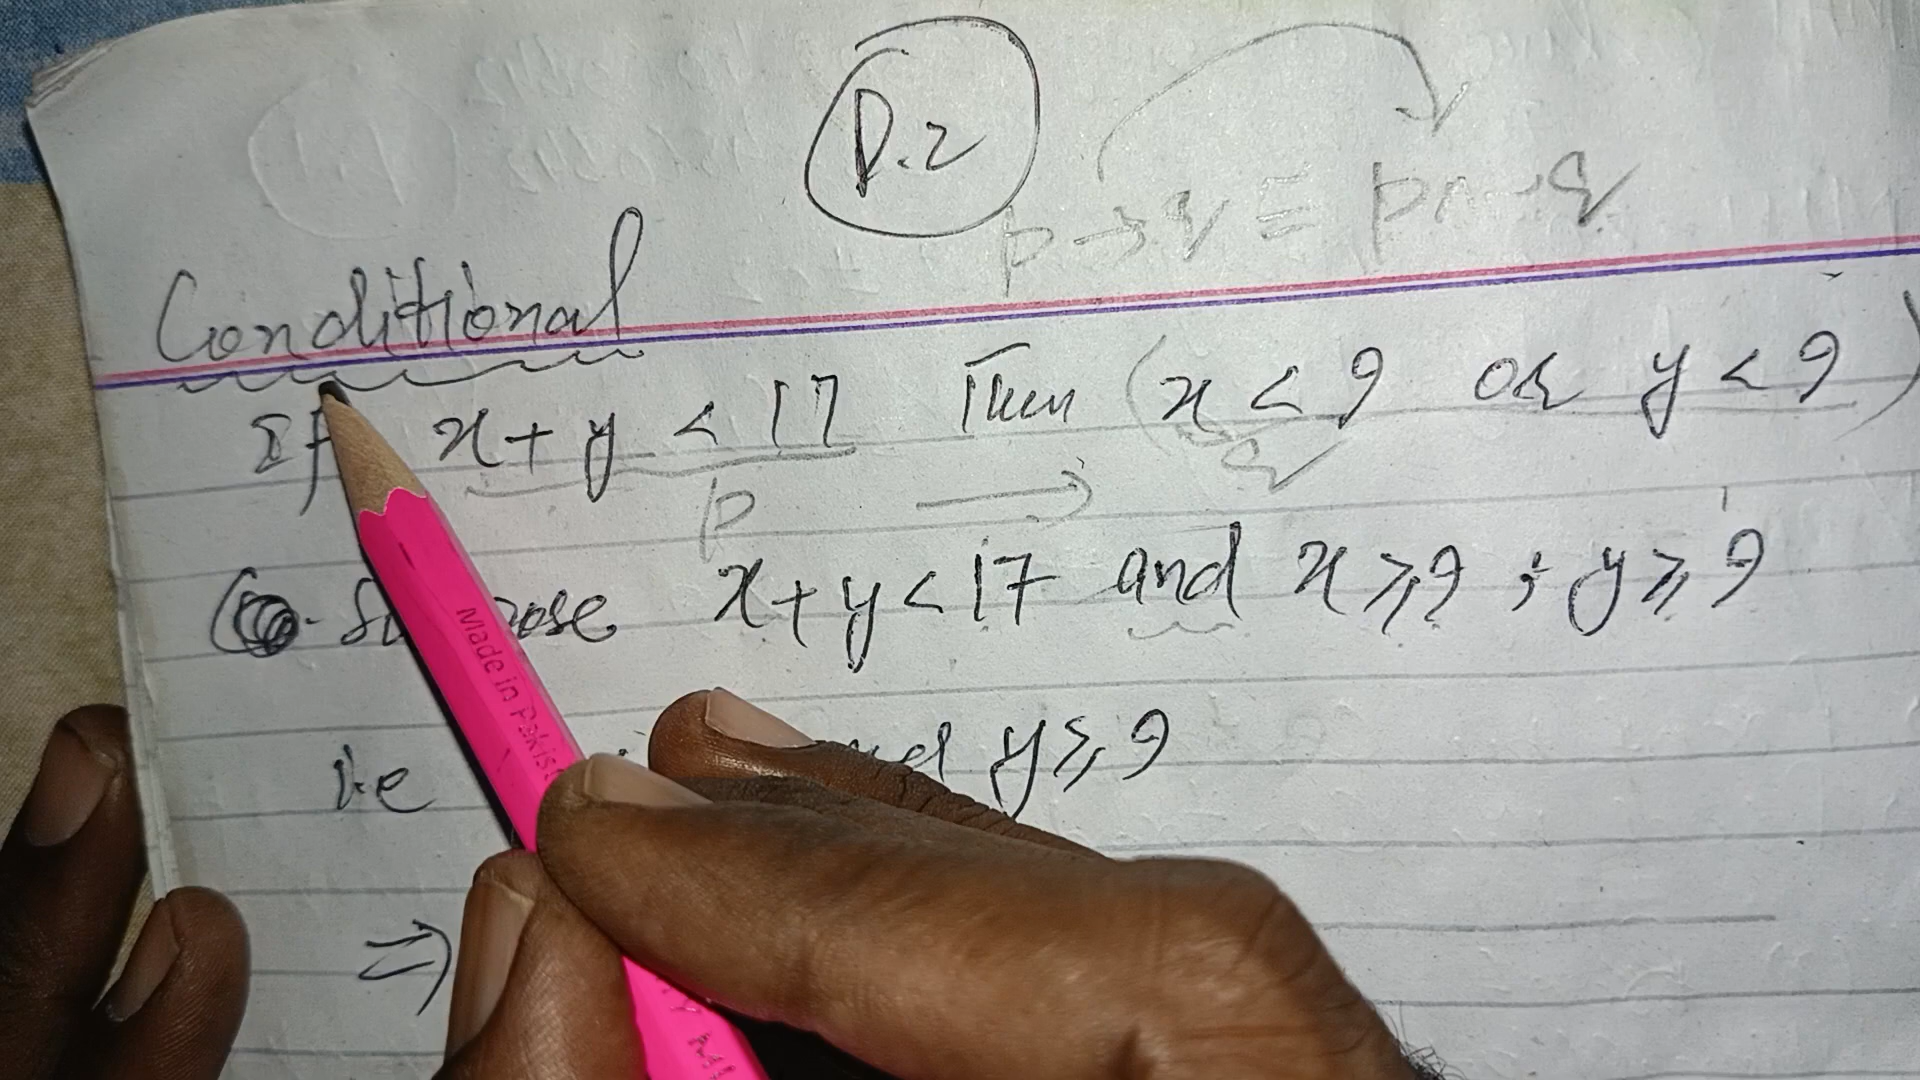 P.2
p→q ≡ p∧¬q
Conditional
If x+y < 17 Then (x < 9 or y < 9)
p → q
Suppose x+y < 17 and x ≥ 9 ; y ≥ 9
i.e y ≥ 9
⇒
Made in Pakist